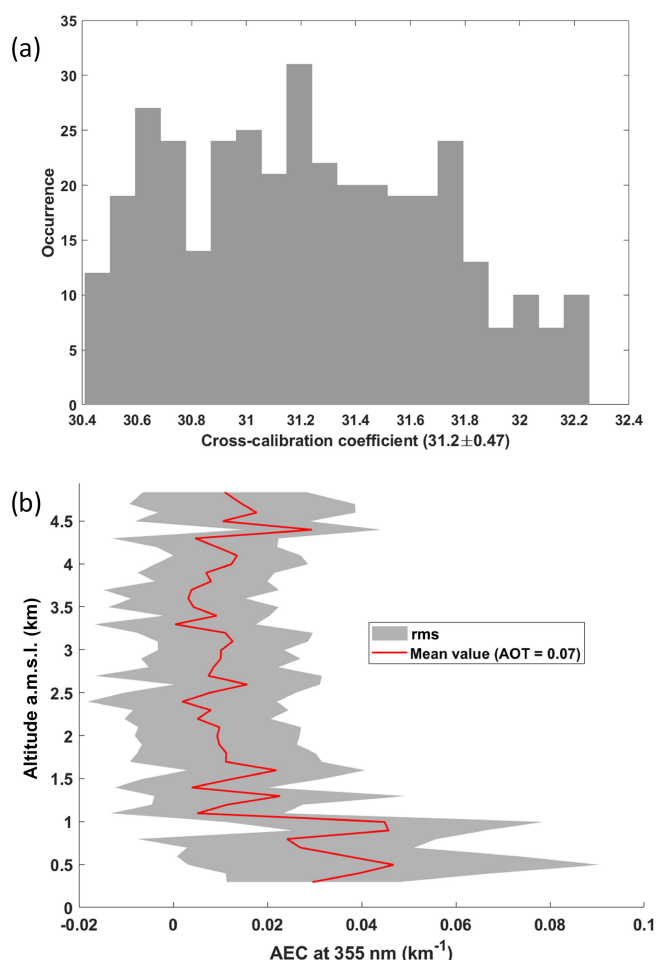 (a)
35
30
25
20
15
10
5
0
Occurrence
30.4 30.6 30.8 31 31.2 31.4 31.6 31.8 32 32.2 32.4
Cross-calibration coefficient (31.2±0.47)
(b)
4.5
4
3.5
3
2.5
2
1.5
1
0.5
0
Altitude a.m.s.l. (km)
rms
Mean value (AOT = 0.07)
-0.02 0 0.02 0.04 0.06 0.08 0.1
AEC at 355 nm (km⁻¹)